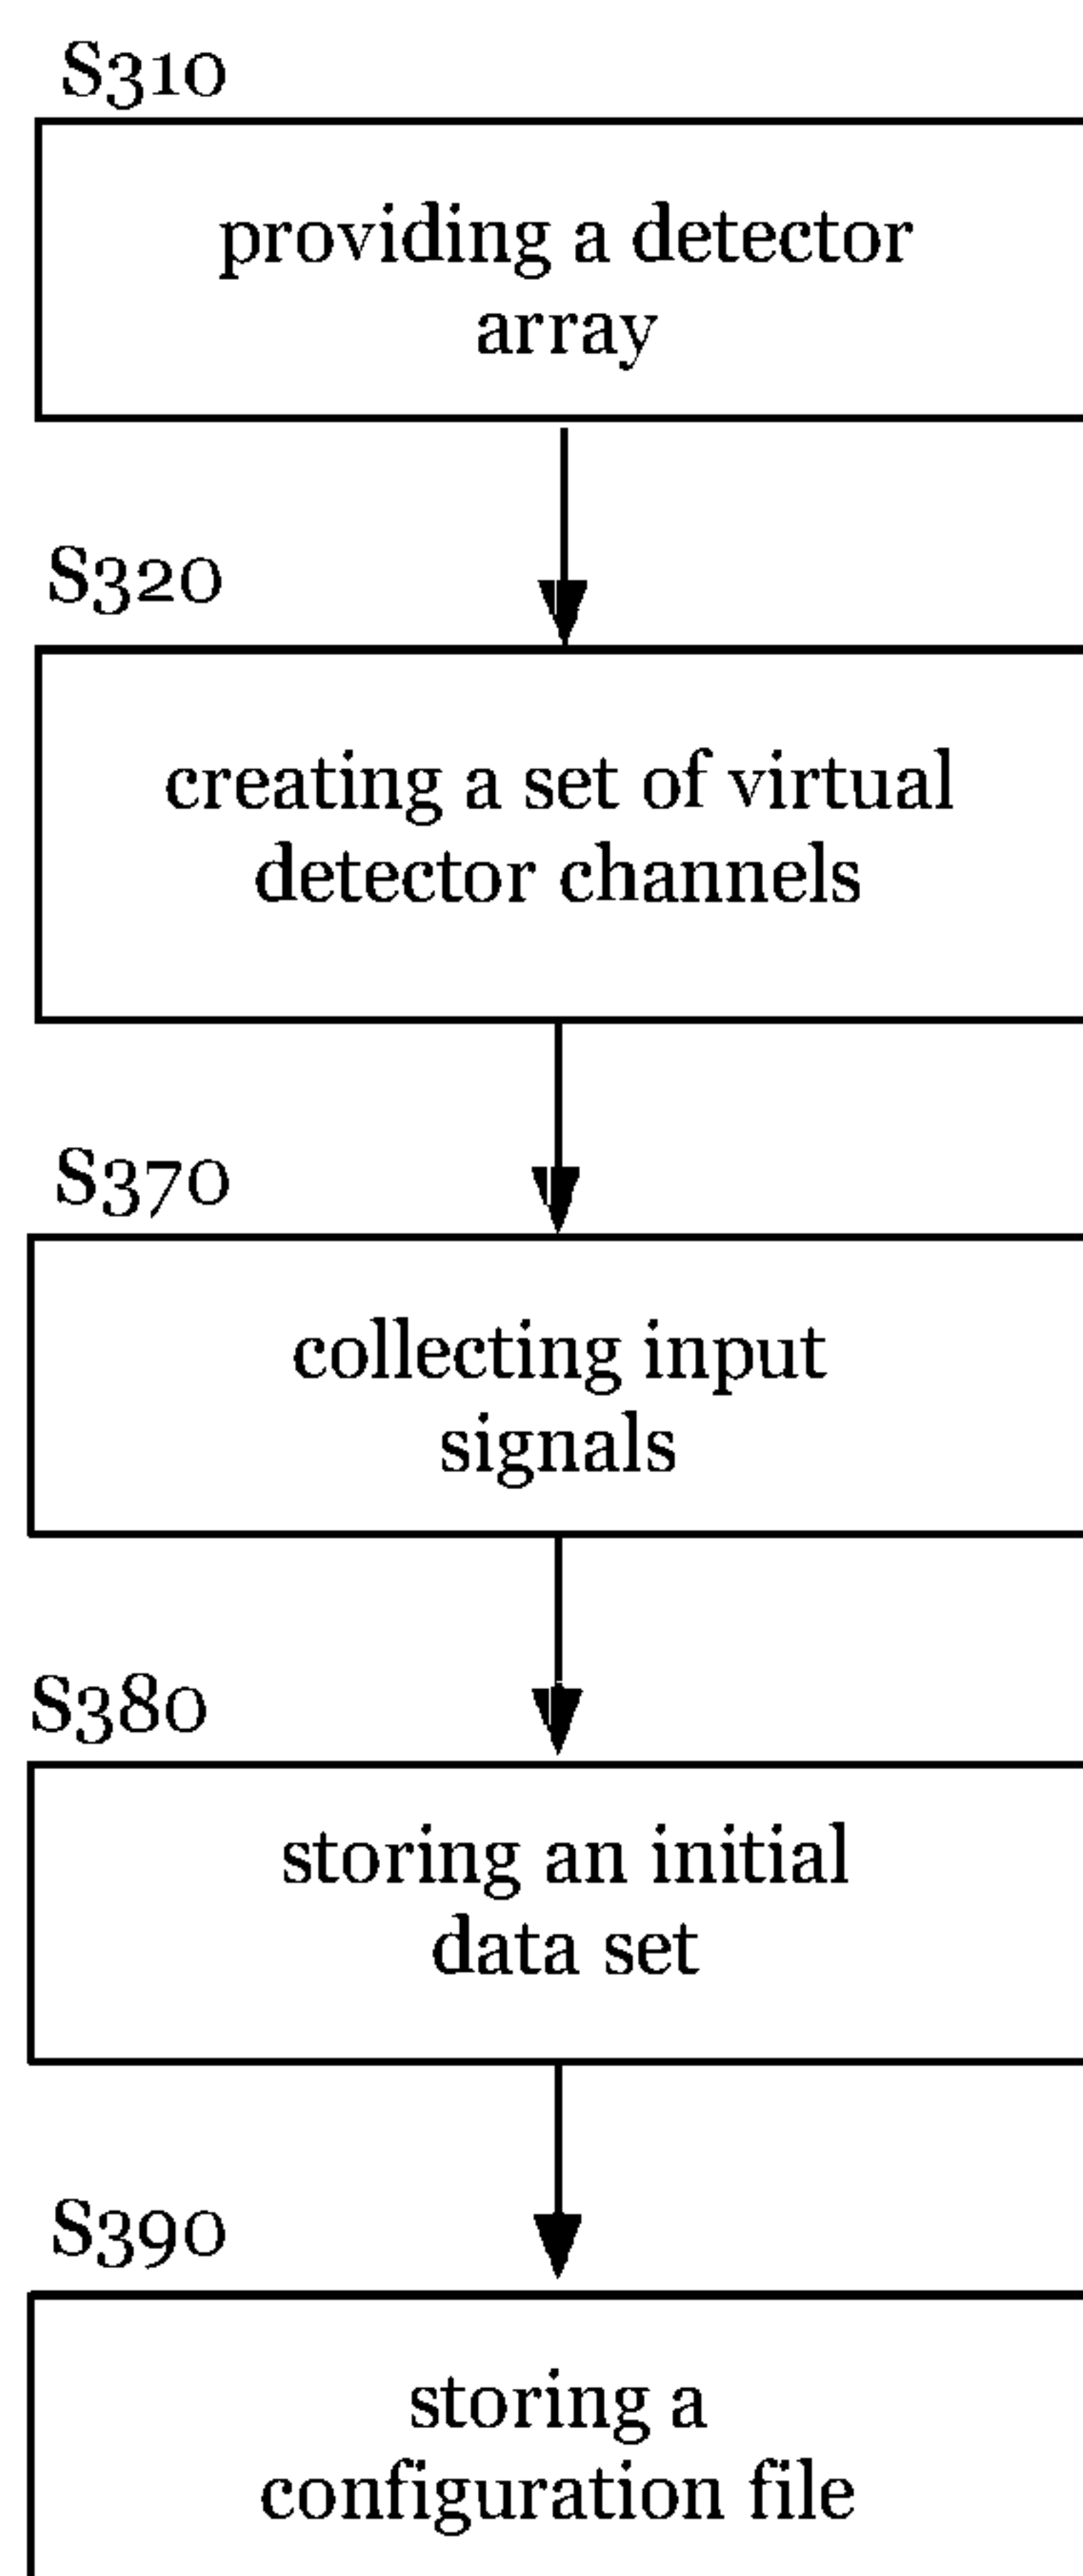 S310
providing a detector
array
S320
creating a set of virtual
detector channels
S370
collecting input
signals
S380
storing an initial
data set
S390
storing a
configuration file